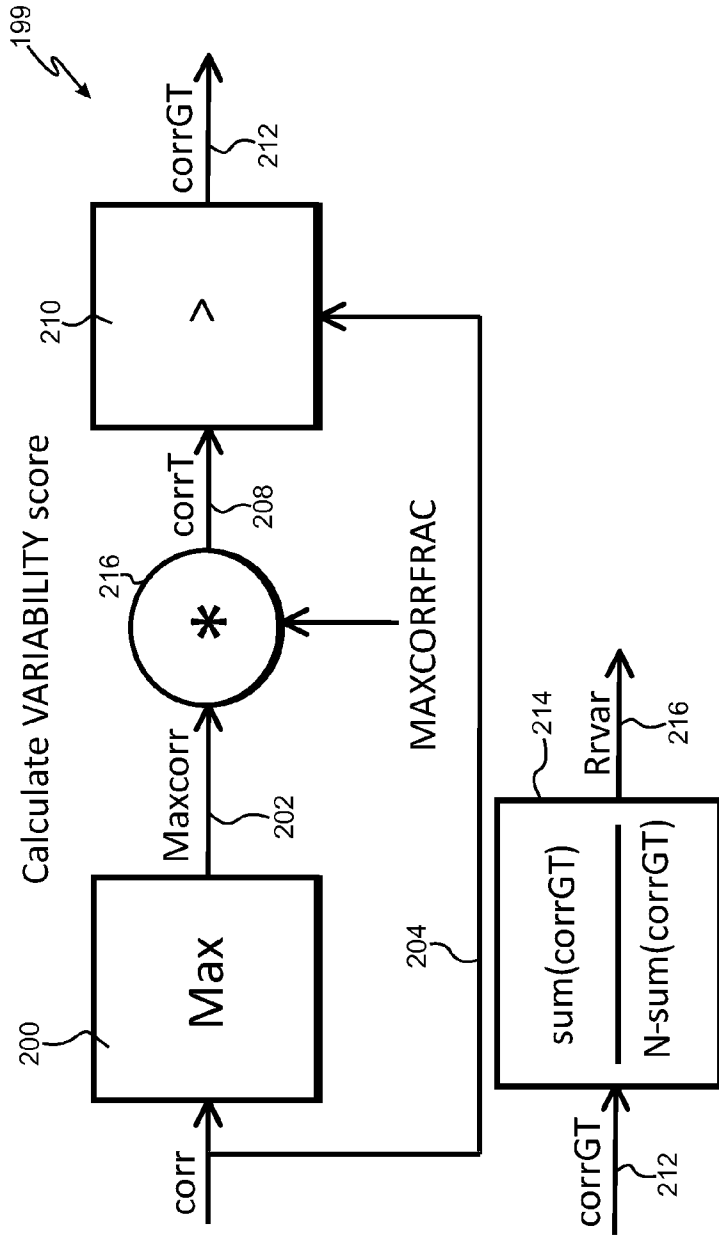 199
Calculate VARIABILITY score
corr
200
Max
Maxcorr
202
216
*
MAXCORRFRAC
corrT
208
210
>
corrGT
212
204
corrGT
212
sum(corrGT)
N-sum(corrGT)
214
Rrvar
216